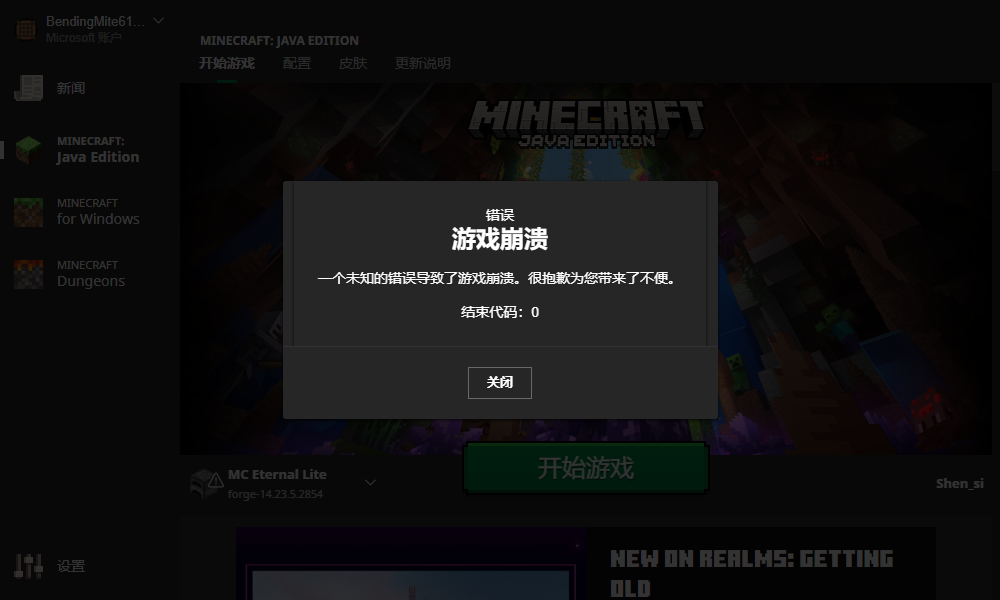 BendingMite61...
Microsoft 账户
新闻
MINECRAFT:
Java Edition
MINECRAFT
for Windows
MINECRAFT
Dungeons
设置
MINECRAFT: JAVA EDITION
开始游戏 配置 皮肤 更新说明
MINECRAFT
JAVA EDITION
错误
游戏崩溃
一个未知的错误导致了游戏崩溃。很抱歉为您带来了不便。
结束代码：0
关闭
MC Eternal Lite
forge-14.23.5.2854
开始游戏
Shen_si
NEW ON REALMS: GETTING
OLD